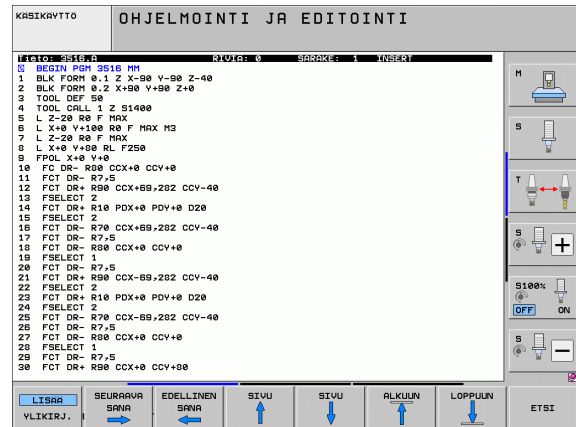 KÄSIKÄYTTÖ
OHJELMOINTI JA EDITOINTI
Tieto: 3516.A RIVIÄ: 0 SARAKE: 1 INSERT
0 BEGIN PGM 3516 MM
1 BLK FORM 0.1 Z X-90 Y-90 Z-40
2 BLK FORM 0.2 X+90 Y+90 Z+0
3 TOOL DEF 50
4 TOOL CALL 1 Z S1400
5 L Z-20 R0 F MAX
6 L X+0 Y+100 R0 F MAX M3
7 L Z-20 R0 F MAX
8 L X+0 Y+80 RL F250
9 FPOL X+0 Y+0
10 FC DR- R80 CCX+0 CCY+0
11 FCT DR- R7,5
12 FCT DR+ R90 CCX+69,282 CCY-40
13 FSELECT 2
14 FCT DR+ R10 PDX+0 PDY+0 D20
15 FSELECT 2
16 FCT DR- R70 CCX+69,282 CCY-40
17 FCT DR- R7,5
18 FCT DR- R80 CCX+0 CCY+0
19 FSELECT 1
20 FCT DR- R7,5
21 FCT DR+ R90 CCX-69,282 CCY-40
22 FSELECT 2
23 FCT DR+ R10 PDX+0 PDY+0 D20
24 FSELECT 2
25 FCT DR- R70 CCX-69,282 CCY-40
26 FCT DR- R7,5
27 FCT DR- R80 CCX+0 CCY+0
28 FSELECT 1
29 FCT DR- R7,5
30 FCT DR+ R90 CCX+0 CCY+80
M
S
T
S
S100%
OFF ON
S
LISÄÄ
YLIKIRJ.
SEURAAVA
SANA
EDELLINEN
SANA
SIVU
SIVU
ALKUUN
LOPPUUN
ETSI